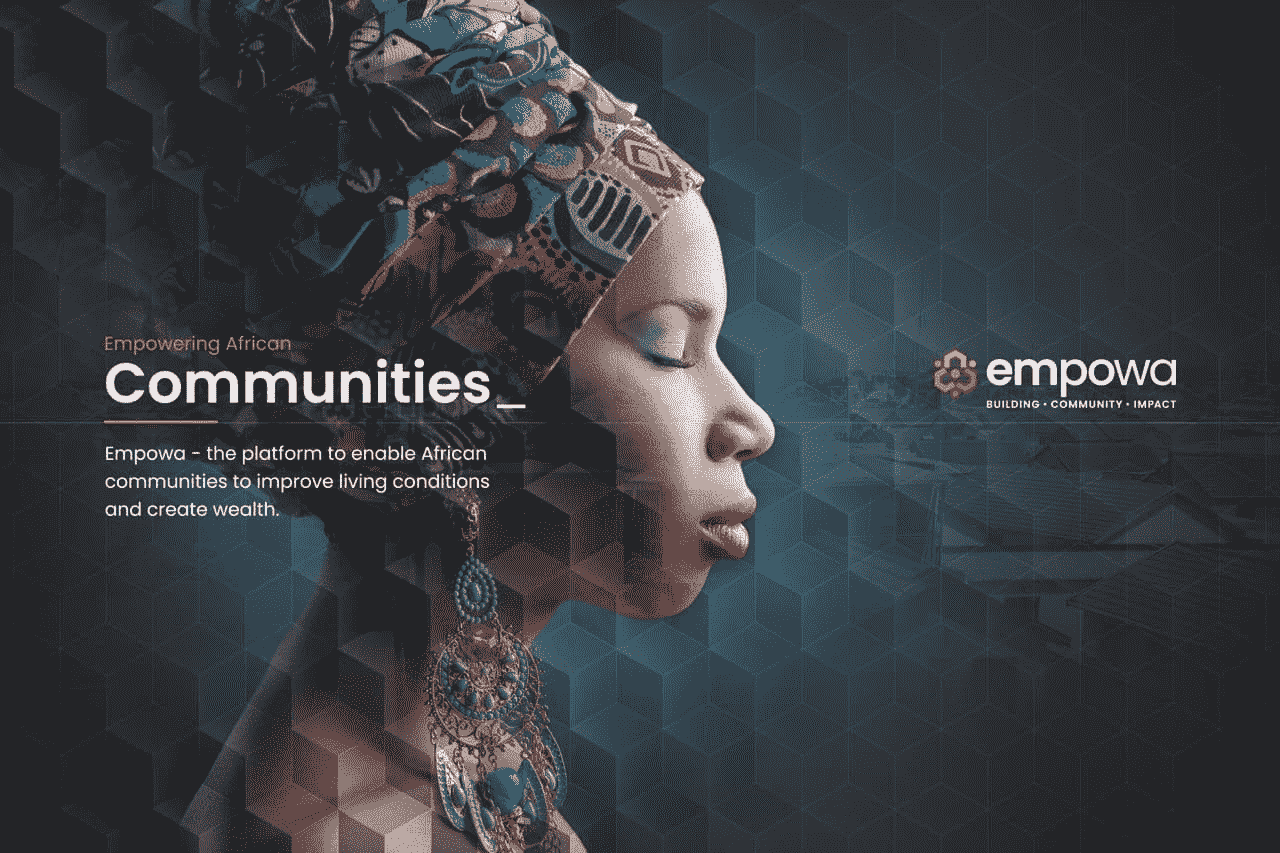 Empowering African
Communities_
Empowa - the platform to enable African
communities to improve living conditions
and create wealth.
empowa
BUILDING • COMMUNITY • IMPACT